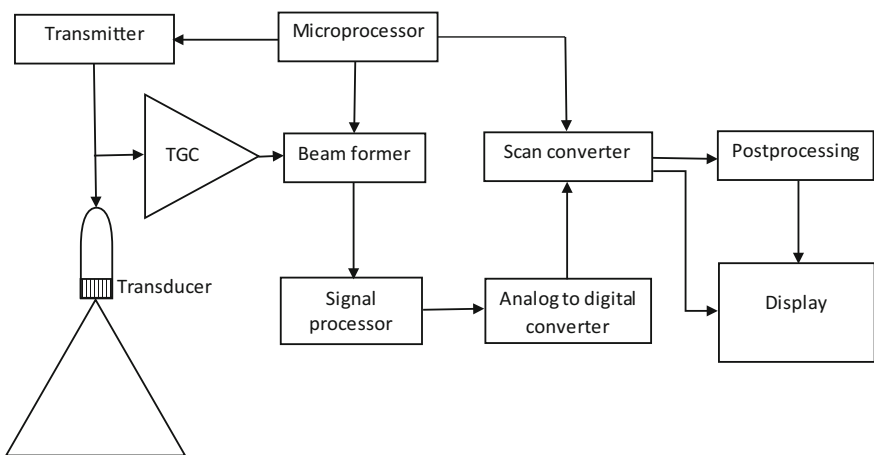 Transmitter
Microprocessor
TGC
Beam former
Scan converter
Postprocessing
Transducer
Signal
processor
Analog to digital
converter
Display